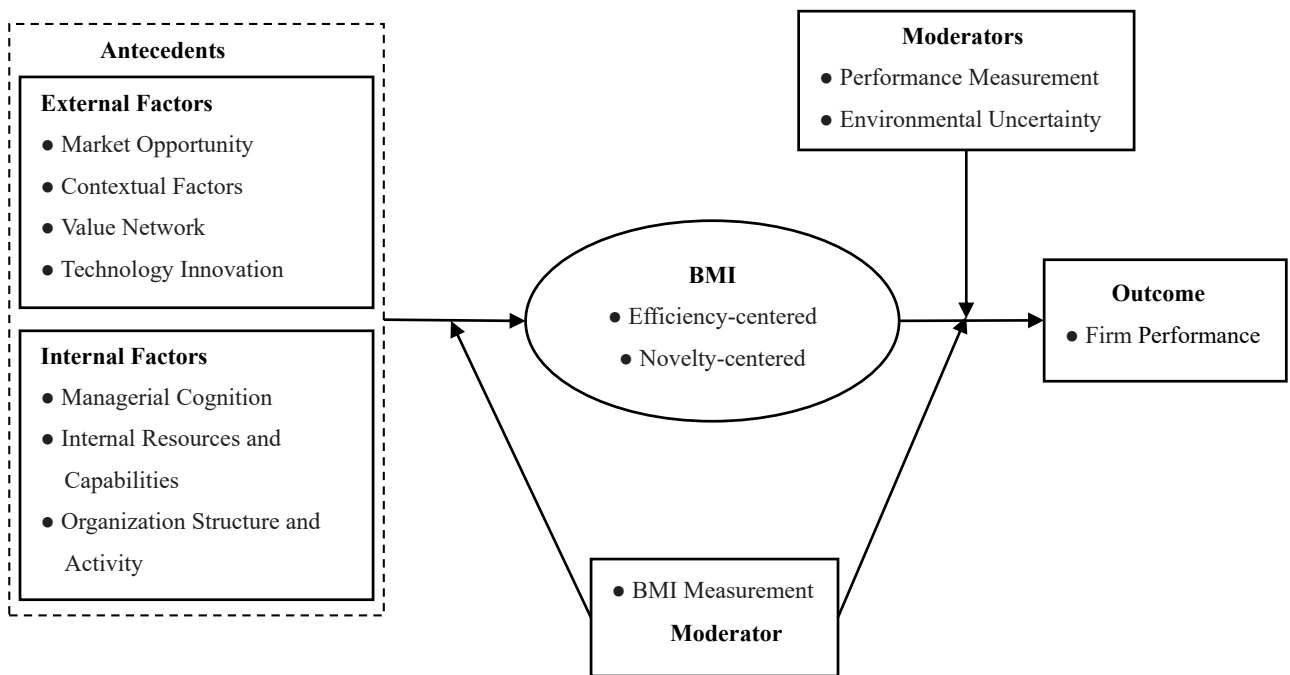 Antecedents
External Factors
● Market Opportunity
● Contextual Factors
● Value Network
● Technology Innovation
Internal Factors
● Managerial Cognition
● Internal Resources and
Capabilities
● Organization Structure and
Activity
BMI
● Efficiency-centered
● Novelty-centered
Moderators
● Performance Measurement
● Environmental Uncertainty
Outcome
● Firm Performance
● BMI Measurement
Moderator